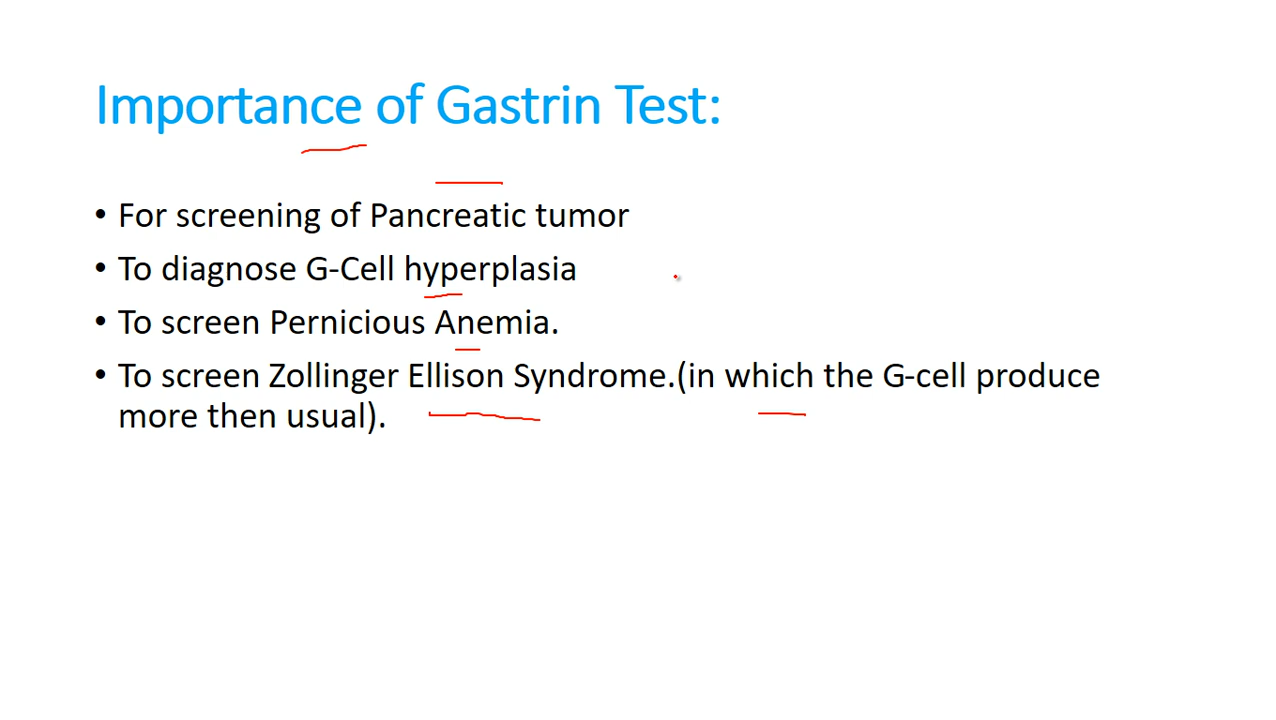 Importance of Gastrin Test:
• For screening of Pancreatic tumor
• To diagnose G-Cell hyperplasia
• To screen Pernicious Anemia.
• To screen Zollinger Ellison Syndrome.(in which the G-cell produce
more then usual).